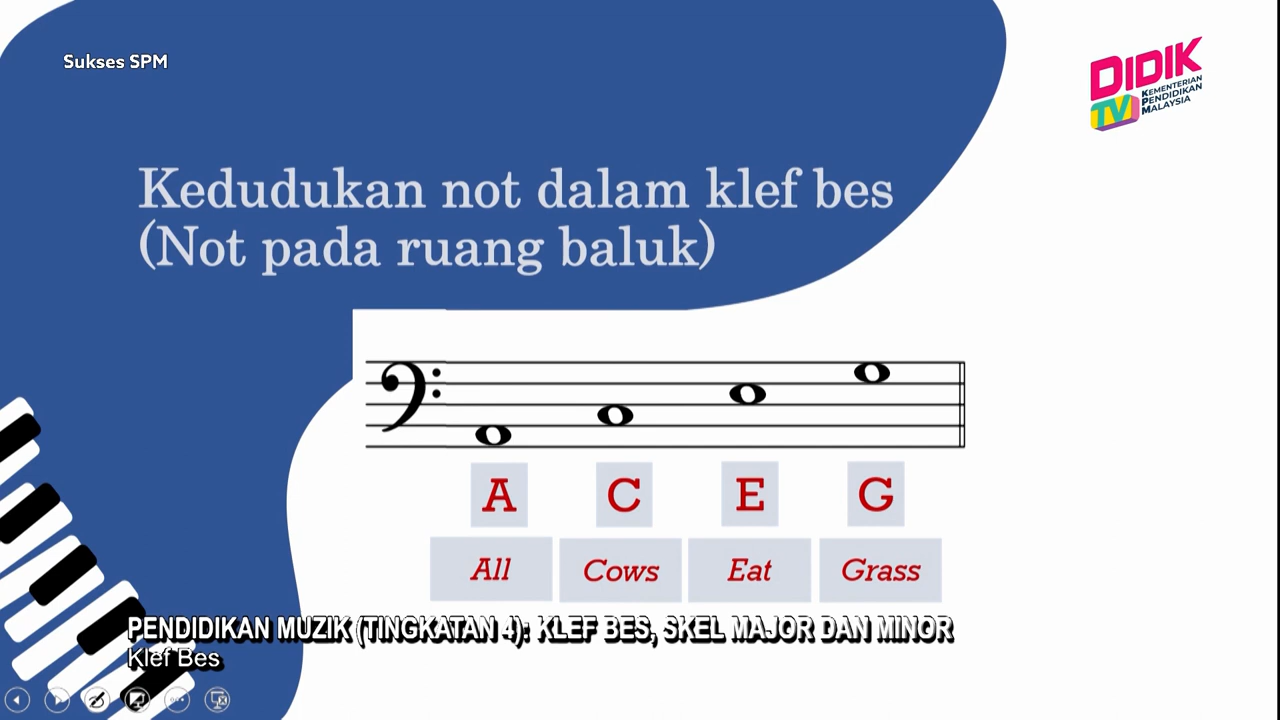 Sukses SPM
DIDIK
TV
KEMENTERIAN
PENDIDIKAN
MALAYSIA
Kedudukan not dalam klef bes
(Not pada ruang baluk)
A C E G
All Cows Eat Grass
PENDIDIKAN MUZIK (TINGKATAN 4): KLEF BES, SKEL MAJOR DAN MINOR
Klef Bes